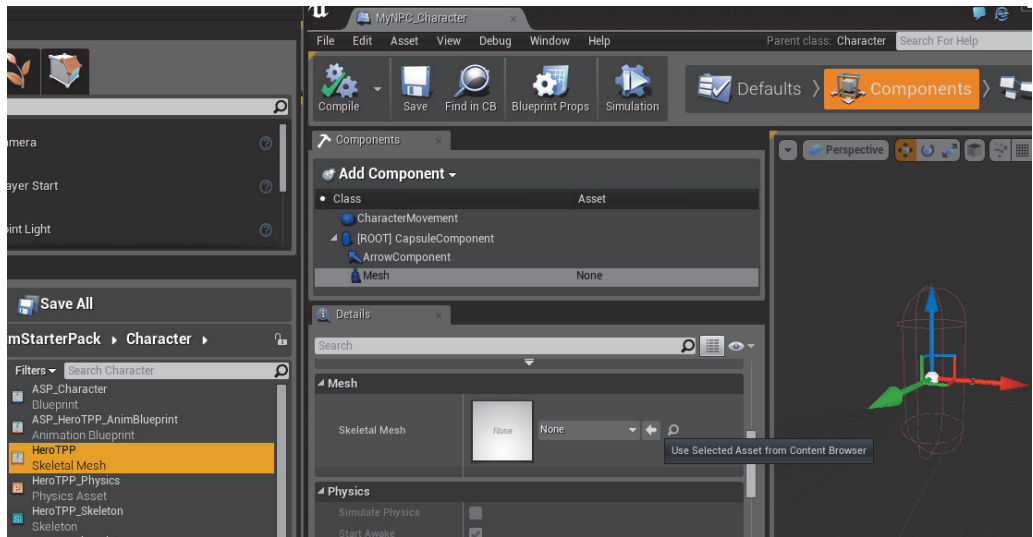 MyNPC_Character
File Edit Asset View Debug Window Help
Parent class: Character Search For Help
Compile Save Find in CB Blueprint Props Simulation
Defaults Components
amera
ayer Start
oint Light
Components
Add Component
Class Asset
CharacterMovement
[ROOT] CapsuleComponent
ArrowComponent
Mesh None
Perspective
Save All
mStarterPack Character
Filters Search Character
ASP_Character
Blueprint
ASP_HeroTPP_AnimBlueprint
Animation Blueprint
HeroTPP
Skeletal Mesh
HeroTPP_Physics
Physics Asset
HeroTPP_Skeleton
Skeleton
Details
Search
Mesh
Skeletal Mesh None None
Use Selected Asset from Content Browser
Physics
Simulate Physics
Start Awake